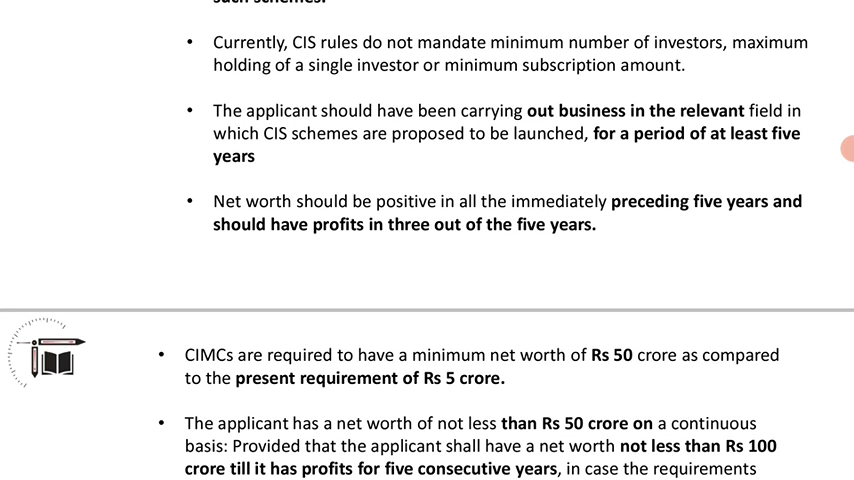 such schemes.
• Currently, CIS rules do not mandate minimum number of investors, maximum
holding of a single investor or minimum subscription amount.
• The applicant should have been carrying out business in the relevant field in
which CIS schemes are proposed to be launched, for a period of at least five
years
• Net worth should be positive in all the immediately preceding five years and
should have profits in three out of the five years.
• CIMCs are required to have a minimum net worth of Rs 50 crore as compared
to the present requirement of Rs 5 crore.
• The applicant has a net worth of not less than Rs 50 crore on a continuous
basis: Provided that the applicant shall have a net worth not less than Rs 100
crore till it has profits for five consecutive years, in case the requirements